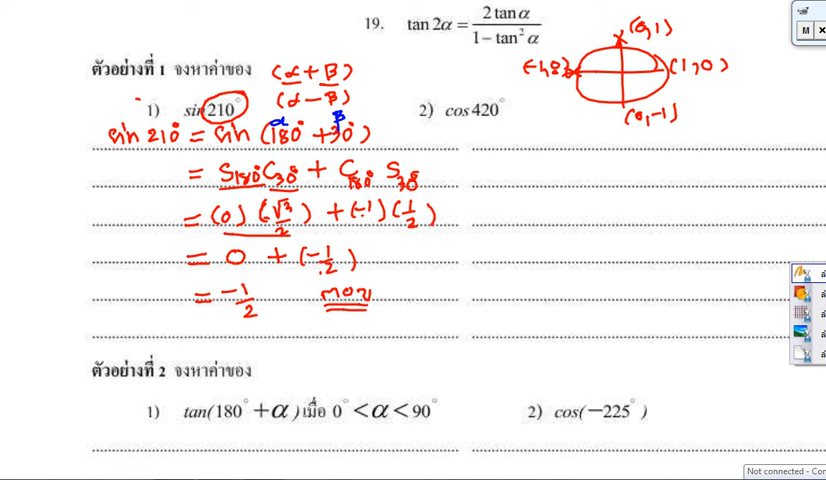 19. tan 2α = 2 tan α / 1 − tan² α
(0,1)
ตัวอย่างที่ 1 จงหาค่าของ
(α + β)
(1,0)
(α − β)
1) sin 210°
2) cos 420°
(0,-1)
α β
sin 210° = sin (180° + 30°)
= S180° C30° + C180° S30°
= (0) (√3/2) + (-1) (1/2)
= 0 + (-1/2)
= -1/2 ตอบ
ตัวอย่างที่ 2 จงหาค่าของ
1) tan(180° + α) เมื่อ 0° < α < 90°
2) cos(−225°)
M X
Not connected - Con